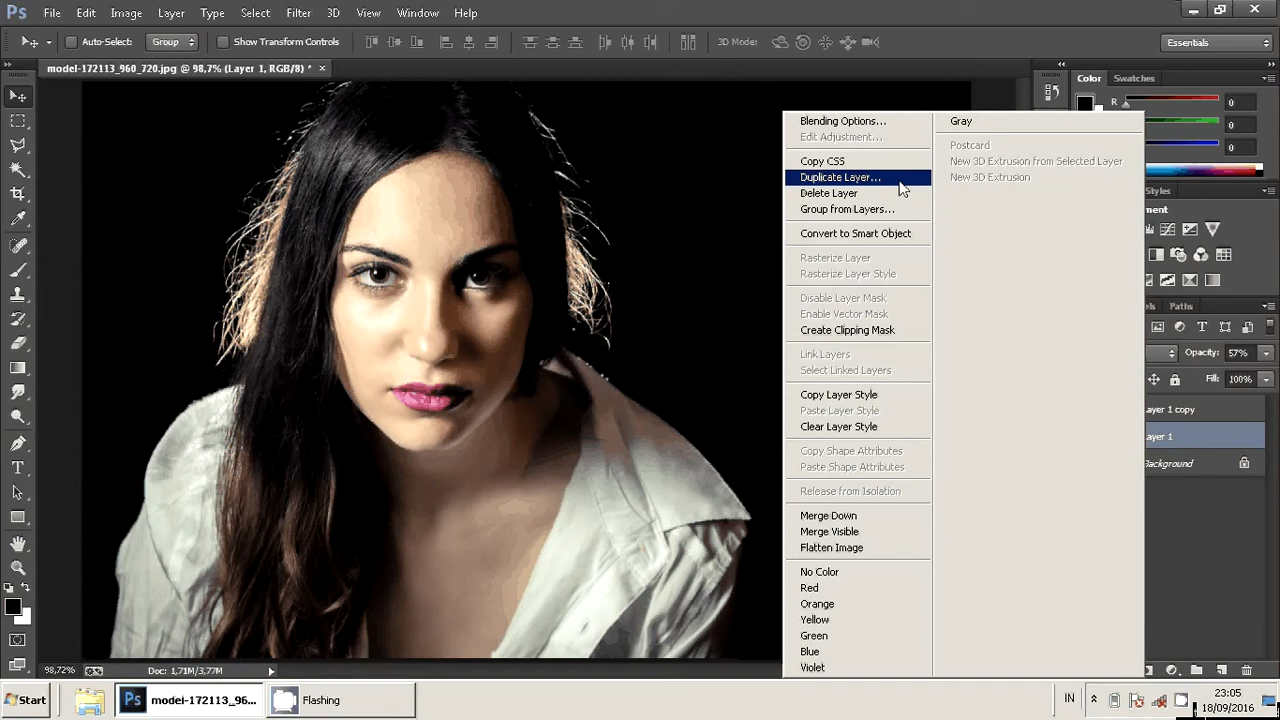 Ps File Edit Image Layer Type Select Filter 3D View Window Help
Auto-Select: Group Show Transform Controls 3D Mode: Essentials
model-172113_960_720.jpg @ 98,7% (Layer 1, RGB/8) * ×
Color Swatches
R 0
0
0
Styles
Paths
Opacity: 57%
Fill: 100%
ayer 1 copy
ayer 1
ackground
Blending Options...
Edit Adjustment...
Copy CSS
Duplicate Layer...
Delete Layer
Group from Layers...
Convert to Smart Object
Rasterize Layer
Rasterize Layer Style
Disable Layer Mask
Enable Vector Mask
Create Clipping Mask
Link Layers
Select Linked Layers
Copy Layer Style
Paste Layer Style
Clear Layer Style
Copy Shape Attributes
Paste Shape Attributes
Release from Isolation
Merge Down
Merge Visible
Flatten Image
No Color
Red
Orange
Yellow
Green
Blue
Violet
Gray
Postcard
New 3D Extrusion from Selected Layer
New 3D Extrusion
98,72% Doc: 1,71M/3,77M
Start Ps model-172113_96... Flashing IN 23:05
18/09/2016